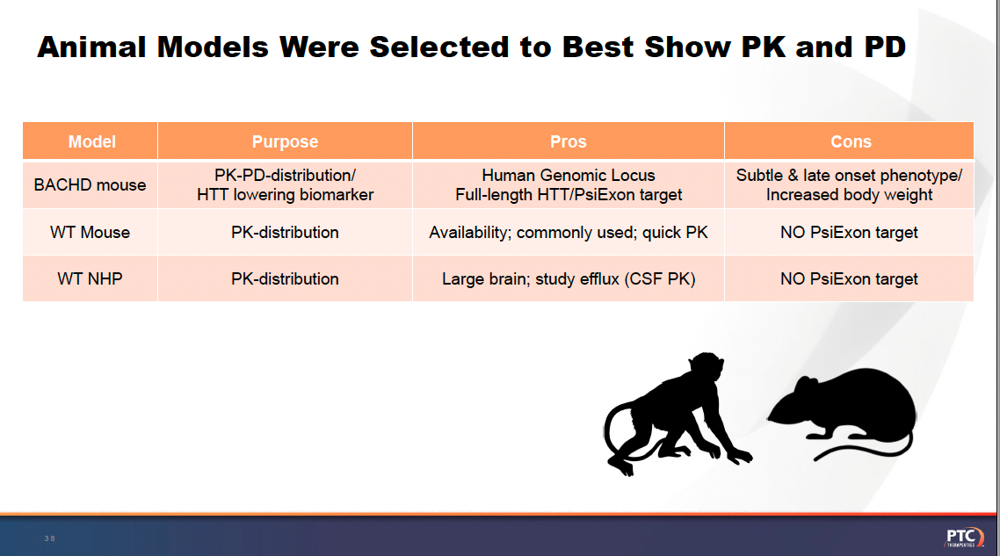 Animal Models Were Selected to Best Show PK and PD
Model
Purpose
Pros
Cons
BACHD mouse
PK-PD-distribution/
HTT lowering biomarker
Human Genomic Locus
Full-length HTT/PsiExon target
Subtle & late onset phenotype/
Increased body weight
WT Mouse
PK-distribution
Availability; commonly used; quick PK
NO PsiExon target
WT NHP
PK-distribution
Large brain; study efflux (CSF PK)
NO PsiExon target
38
PTC
THERAPEUTICS